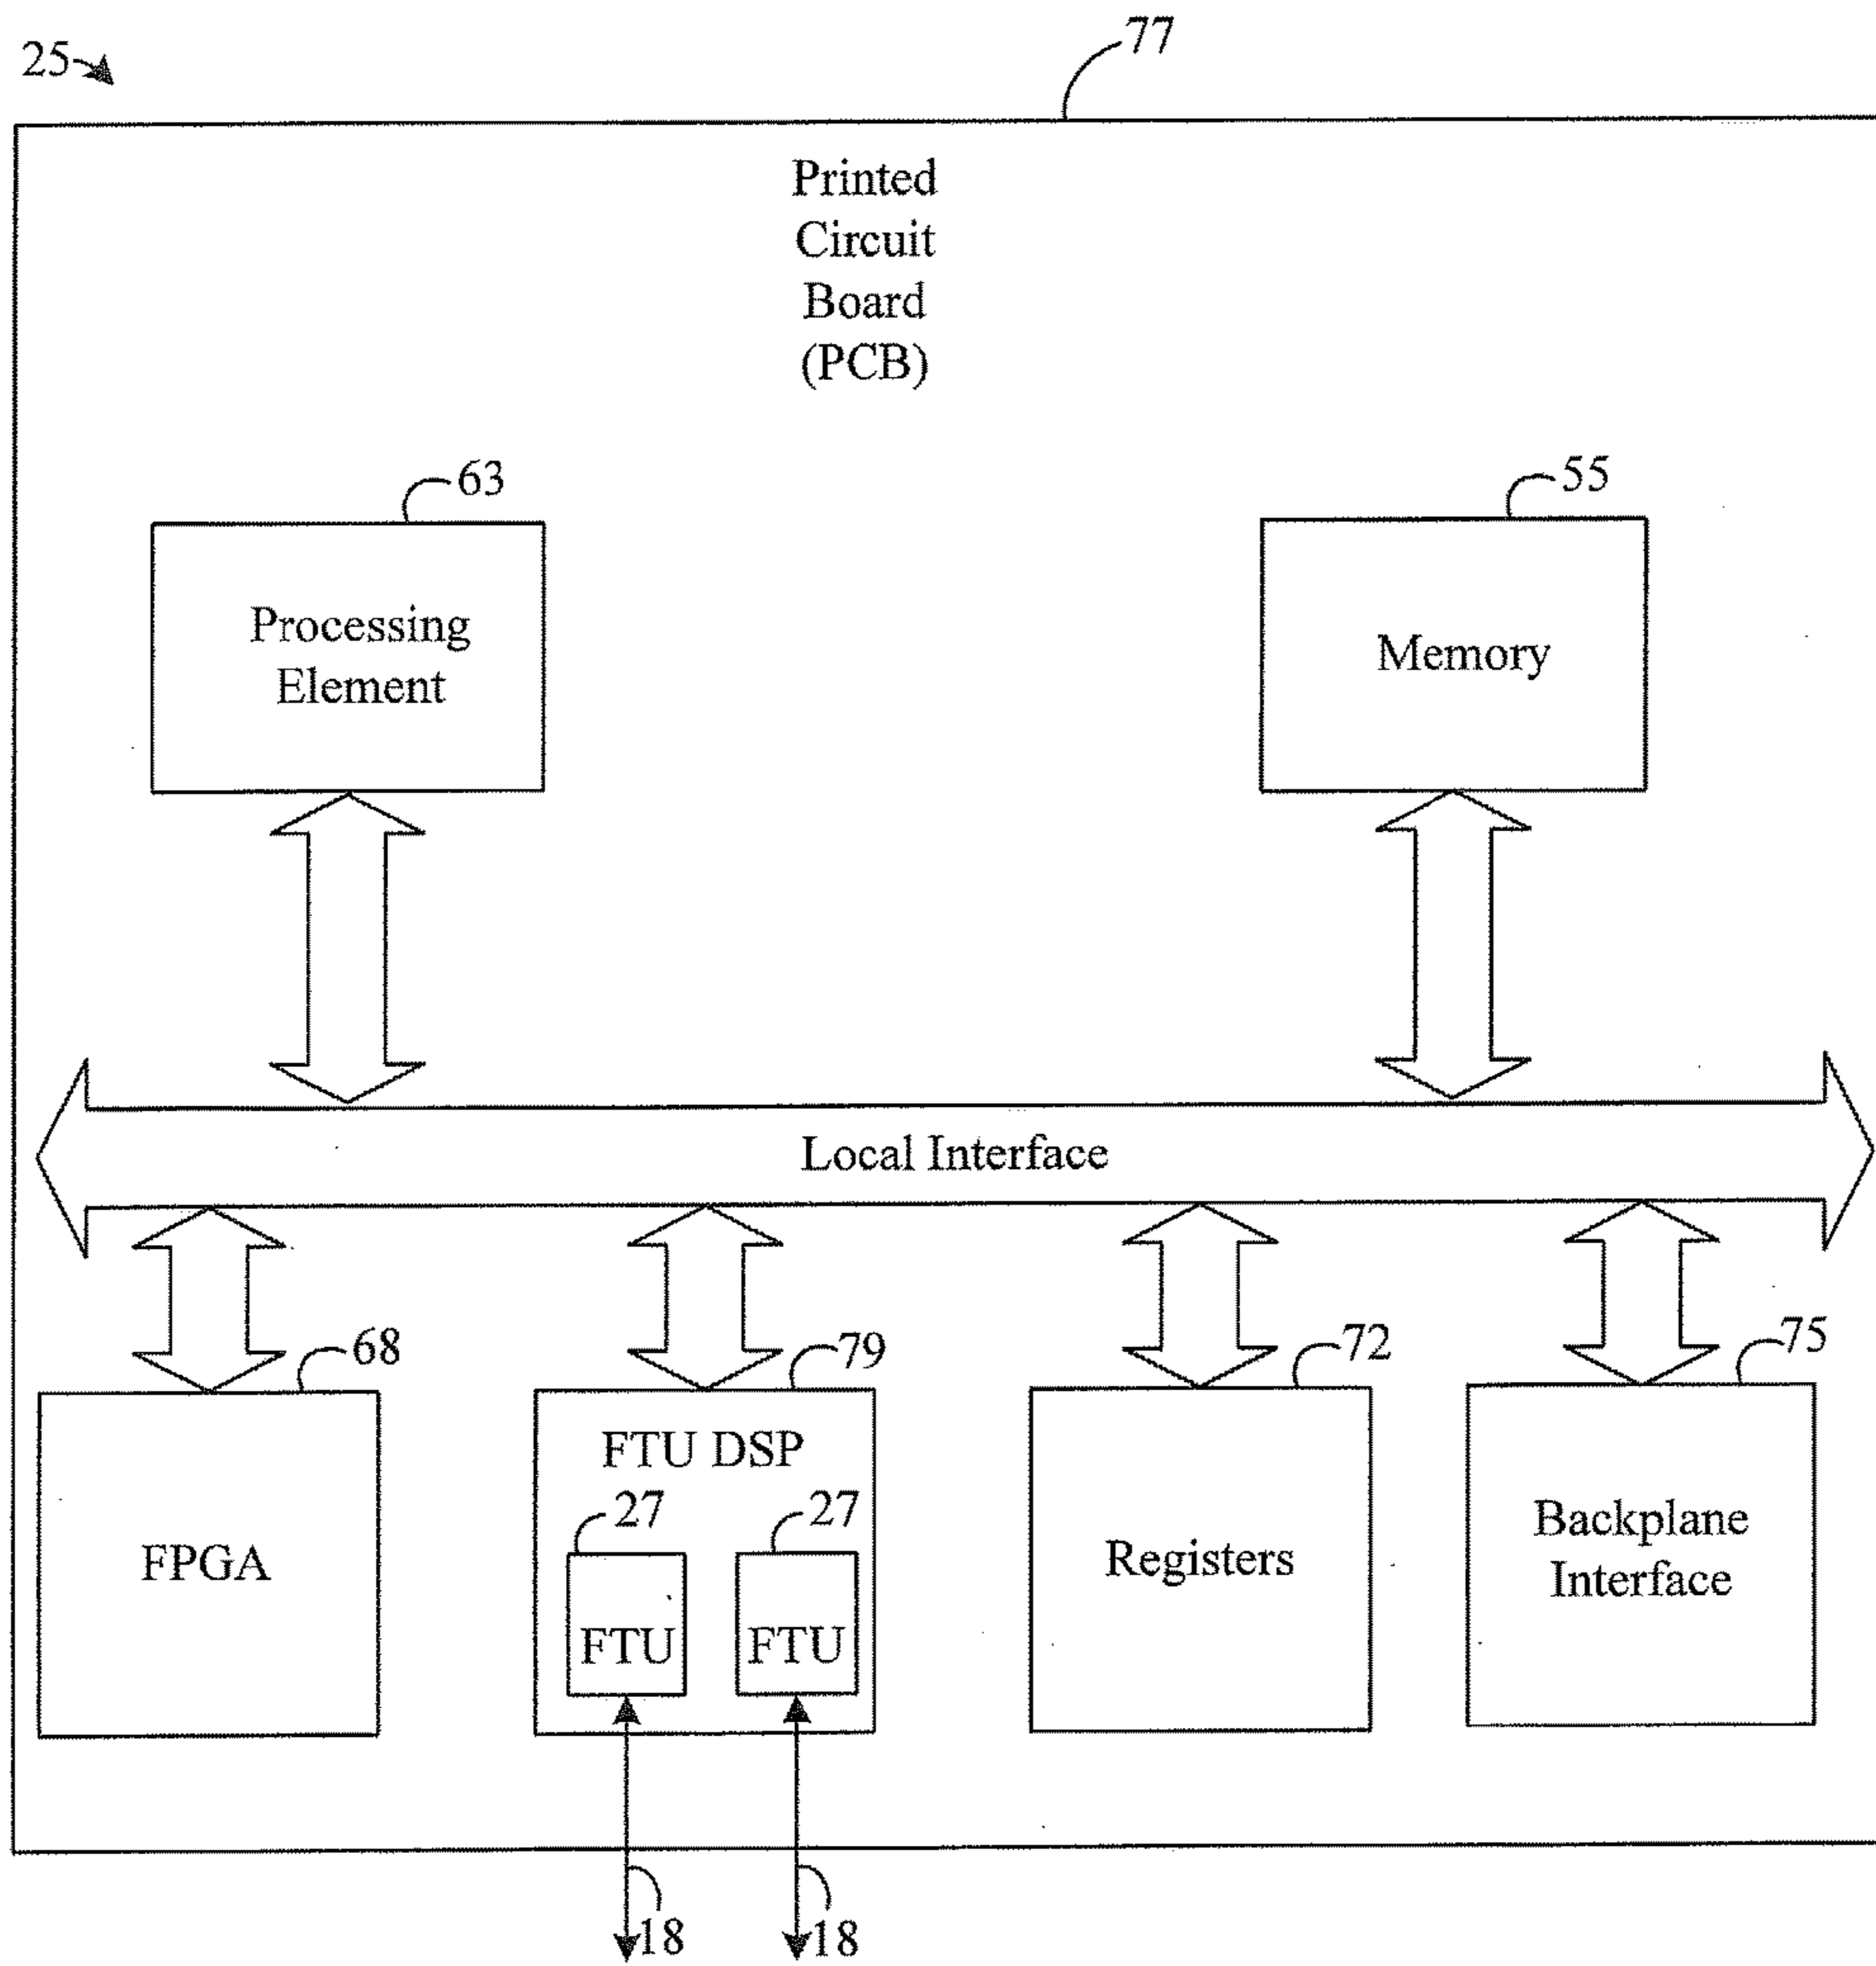 25
77
Printed
Circuit
Board
(PCB)
63
55
Processing
Element
Memory
Local Interface
68
79
72
75
FTU DSP
27
27
FPGA
FTU
FTU
Registers
Backplane
Interface
18
18